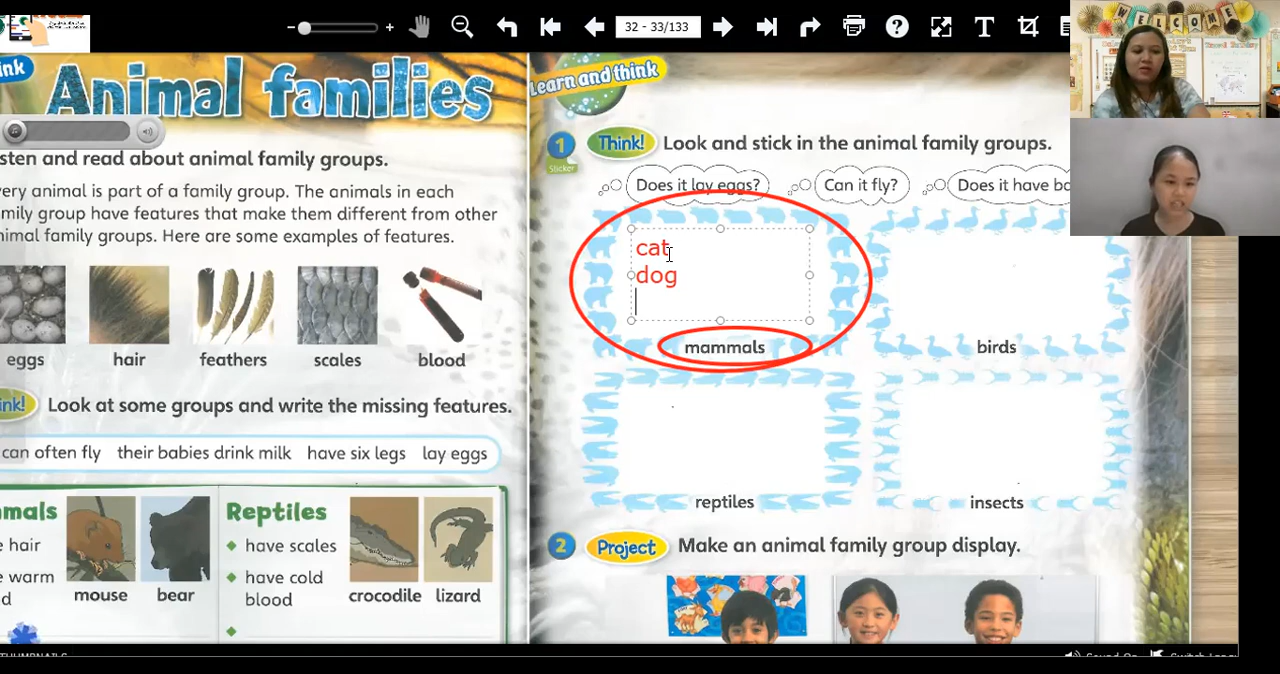 32 - 33/133
WELCOME
ink
Animal families
isten and read about animal family groups.
very animal is part of a family group. The animals in each
mily group have features that make them different from other
nimal family groups. Here are some examples of features.
eggs hair feathers scales blood
ink! Look at some groups and write the missing features.
can often fly their babies drink milk have six legs lay eggs
mals
e hair
e warm
d
mouse bear
Reptiles
have scales
have cold
blood
crocodile lizard
Learn and think
1 Think! Look and stick in the animal family groups.
Sticker
Does it lay eggs? Can it fly? Does it have ba
cat
dog
mammals
birds
reptiles
insects
2 Project Make an animal family group display.
THUMBNAILS
Sound On